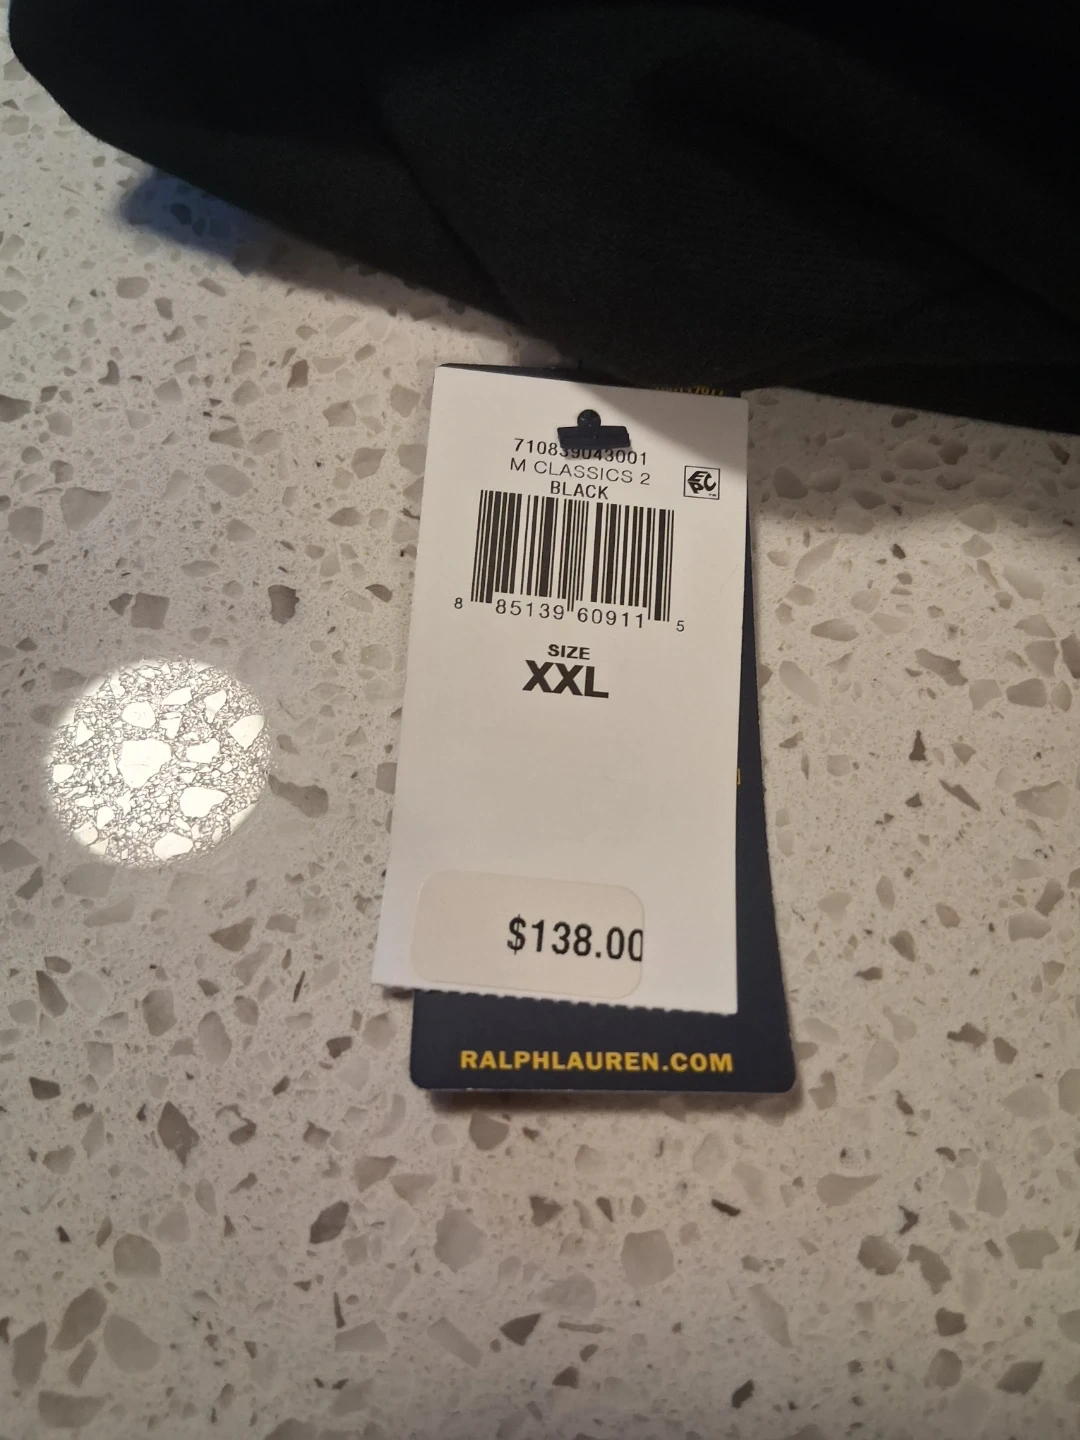 710839043001
M CLASSICS 2
BLACK
8 85139 60911 5
SIZE
XXL
$138.00
RALPHLAUREN.COM